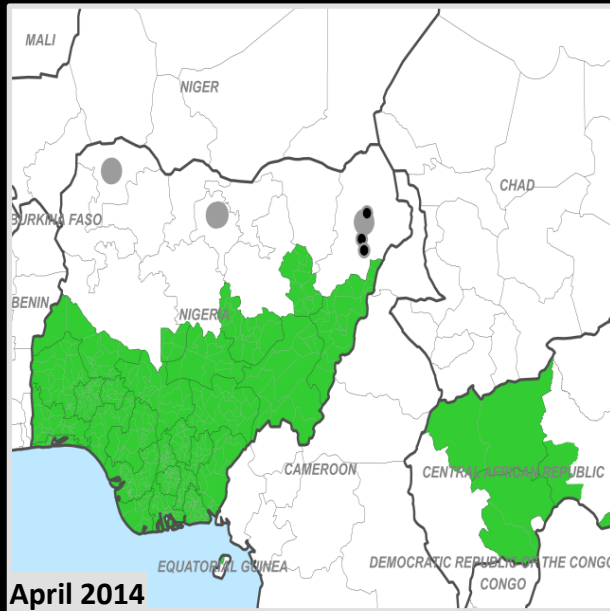 MALI
NIGER
CHAD
BURKINA FASO
BENIN
NIGERIA
CAMEROON
CENTRAL AFRICAN REPUBLIC
EQUATORIAL GUINEA
DEMOCRATIC REPUBLIC OF THE CONGO
CONGO
April 2014